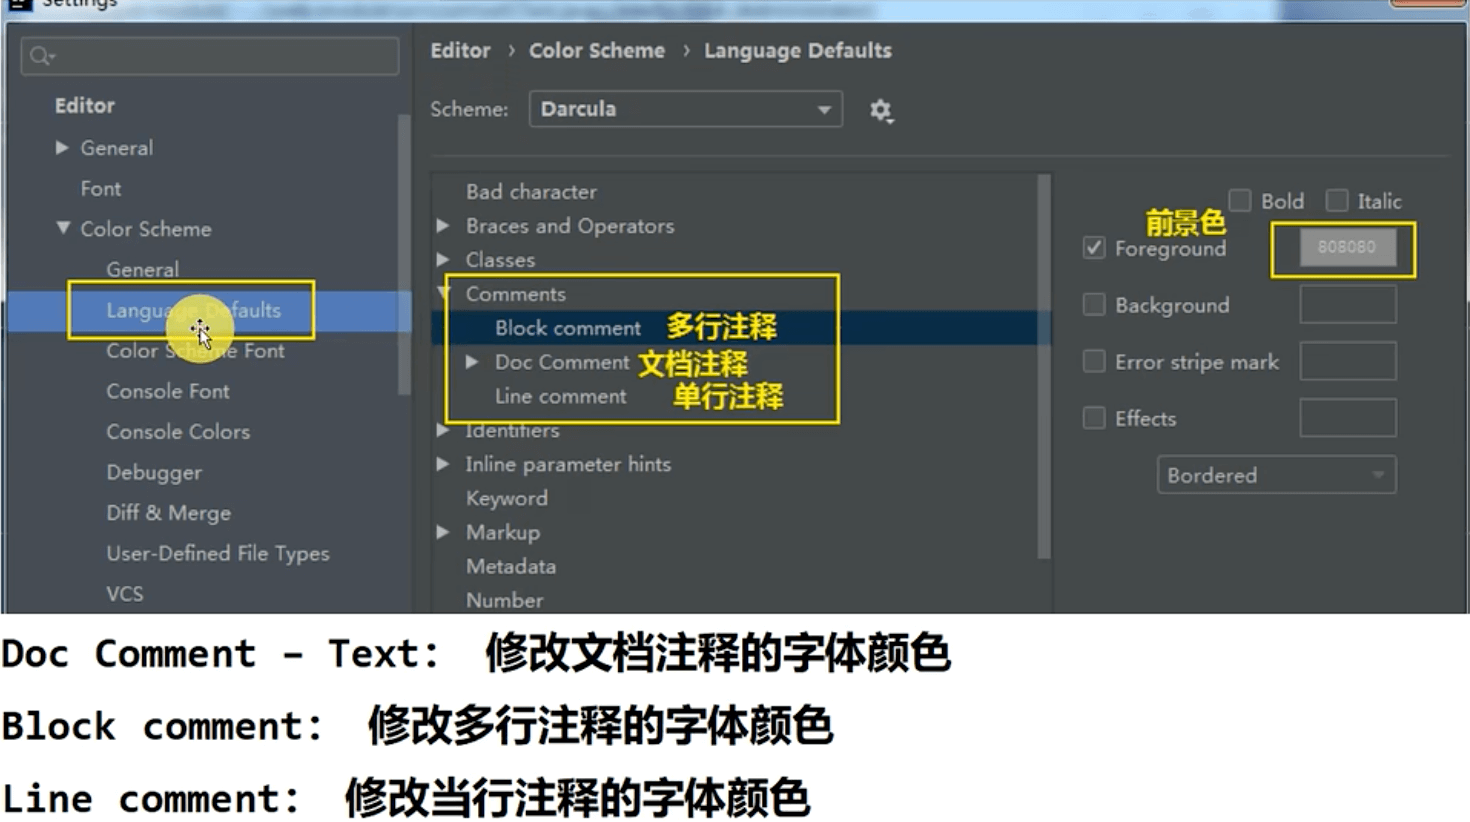 Settings
Editor › Color Scheme › Language Defaults
Editor
Scheme: Darcula
General
Font
Color Scheme
General
Language Defaults
Color Scheme Font
Console Font
Console Colors
Debugger
Diff & Merge
User-Defined File Types
VCS
Bad character
Braces and Operators
Classes
Comments
Block comment 多行注释
Doc Comment 文档注释
Line comment 单行注释
Identifiers
Inline parameter hints
Keyword
Markup
Metadata
Number
Bold Italic
前景色
Foreground 808080
Background
Error stripe mark
Effects
Bordered
Doc Comment – Text: 修改文档注释的字体颜色
Block comment: 修改多行注释的字体颜色
Line comment: 修改当行注释的字体颜色